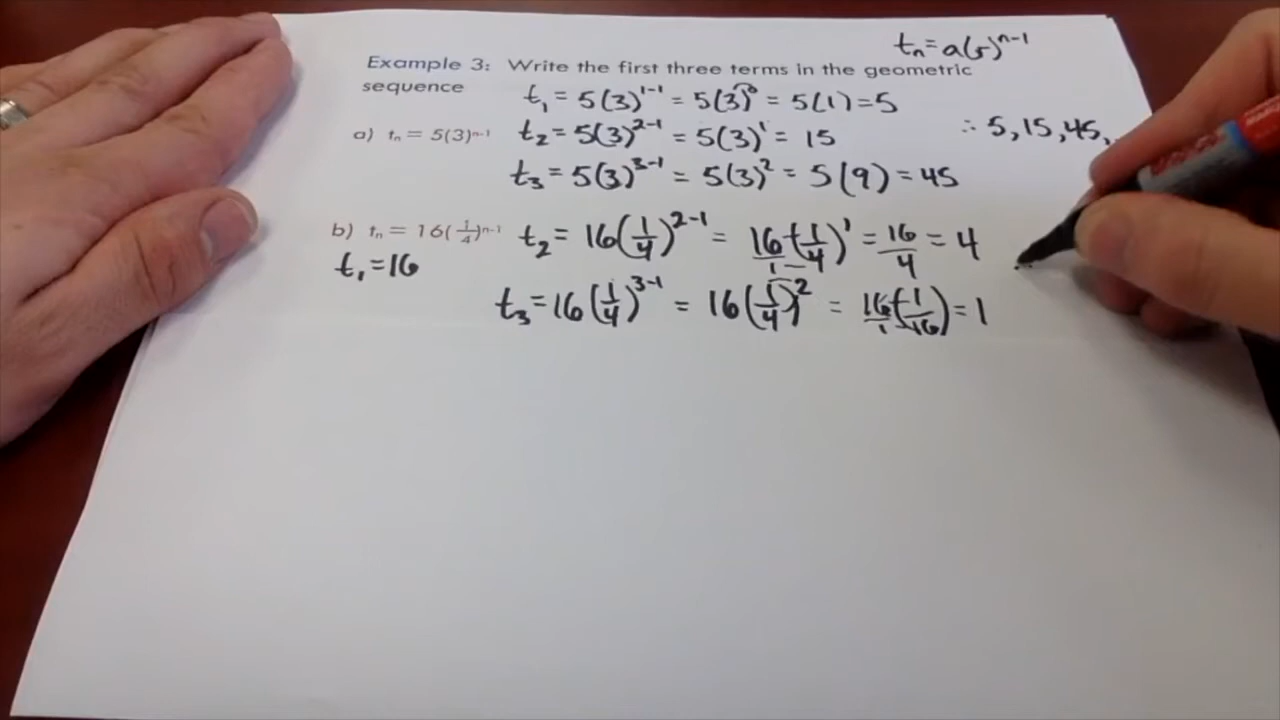 tₙ = a(r)ⁿ⁻¹
Example 3: Write the first three terms in the geometric
sequence
t₁ = 5(3)¹⁻¹ = 5(3)⁰ = 5(1) = 5
a) tₙ = 5(3)ⁿ⁻¹ t₂ = 5(3)²⁻¹ = 5(3)¹ = 15 ∴ 5, 15, 45,
t₃ = 5(3)³⁻¹ = 5(3)² = 5(9) = 45
b) tₙ = 16(1/4)ⁿ⁻¹ t₂ = 16(1/4)²⁻¹ = 16/1(1/4)¹ = 16/4 = 4
t₁ = 16
t₃ = 16(1/4)³⁻¹ = 16(1/4)² = 16/1(1/16) = 1